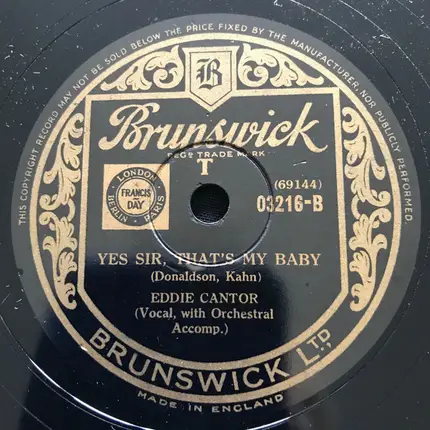 THIS COPYRIGHT RECORD MAY NOT BE SOLD BELOW THE PRICE FIXED BY THE MANUFACTURER, NOR PUBLICLY PERFORMED.
B
Brunswick
REGD TRADE MARK
T
LONDON
FRANCIS
DAY
BERLIN PARIS
(69144)
03216-B
YES SIR, THAT'S MY BABY
(Donaldson, Kahn)
EDDIE CANTOR
(Vocal, with Orchestral
Accomp.)
BRUNSWICK LTD.
MADE IN ENGLAND